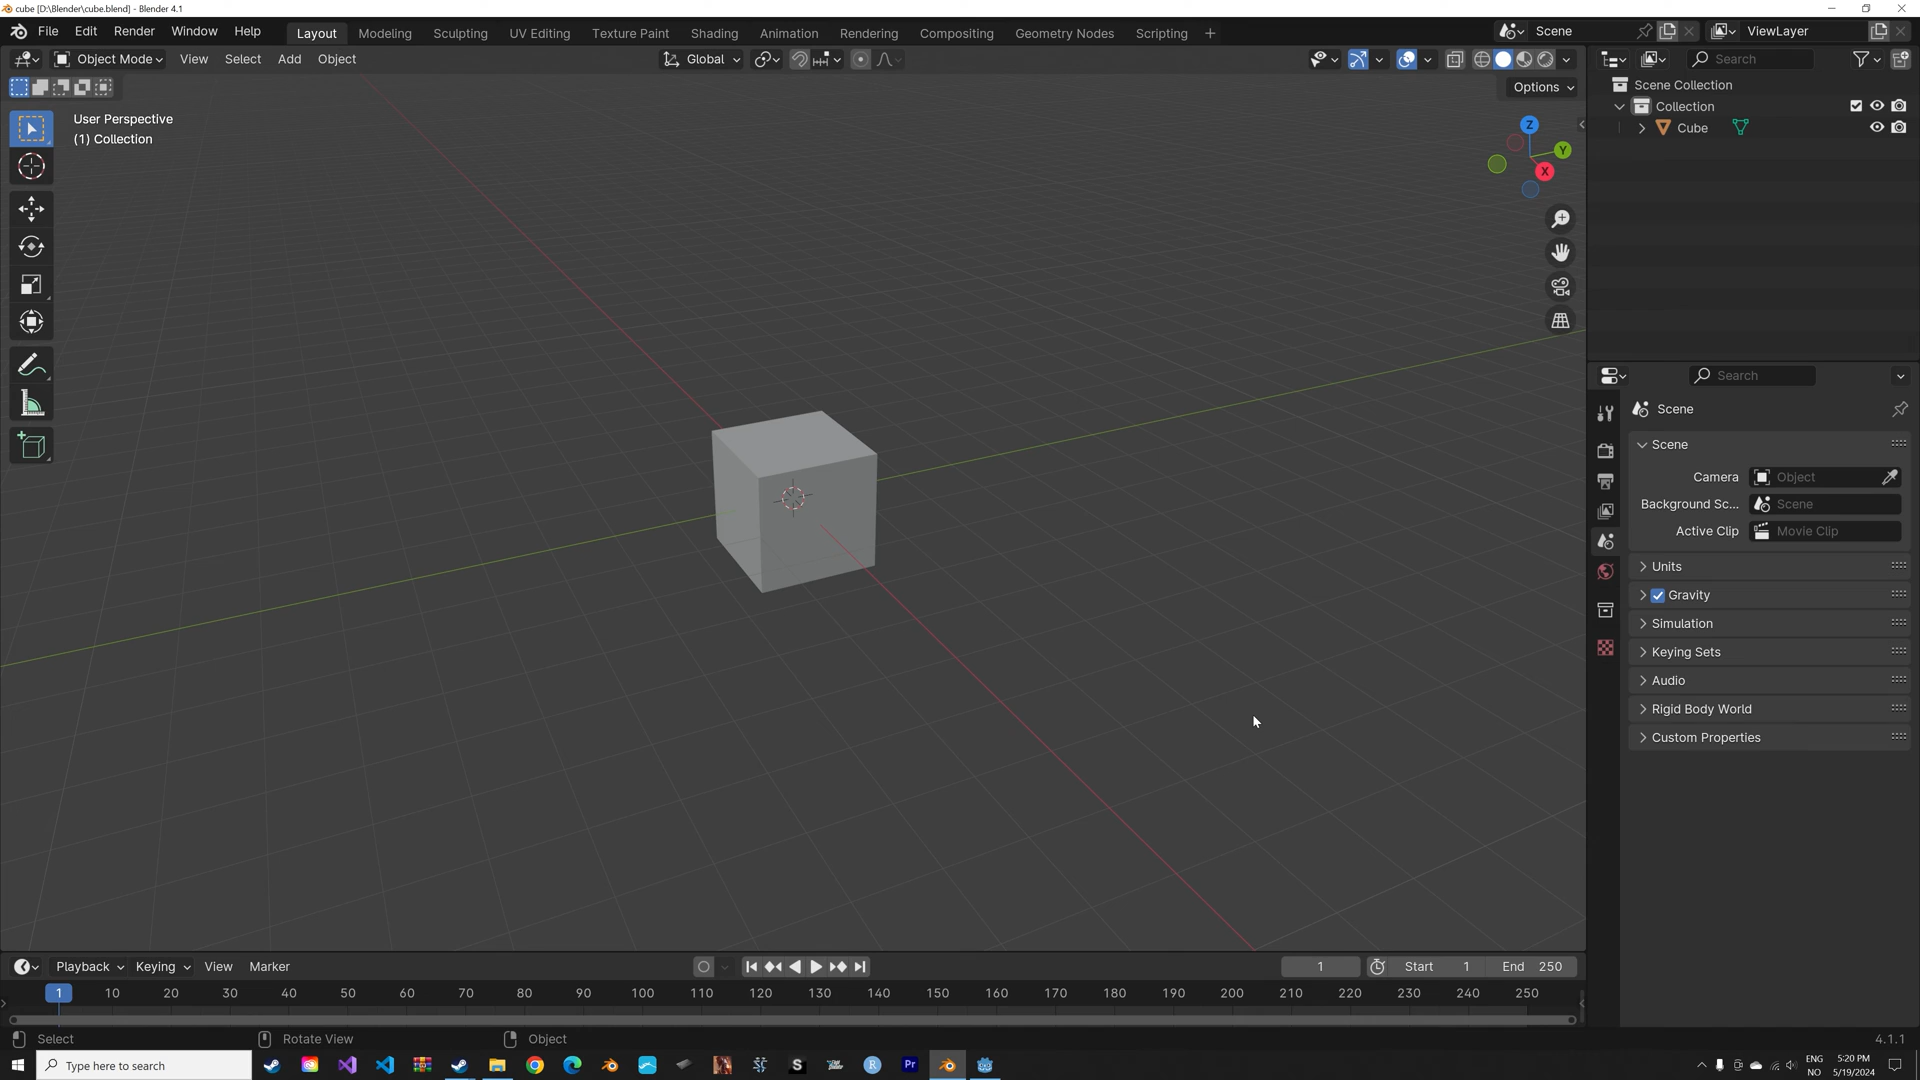 cube [D:\Blender\cube.blend] - Blender 4.1
File Edit Render Window Help Layout Modeling Sculpting UV Editing Texture Paint Shading Animation Rendering Compositing Geometry Nodes Scripting + Scene ViewLayer
Object Mode View Select Add Object Global Search
Options
User Perspective
(1) Collection
Z
Y
X
Scene Collection
Collection
Cube
Search
Scene
Scene
Camera Object
Background Sc... Scene
Active Clip Movie Clip
Units
Gravity
Simulation
Keying Sets
Audio
Rigid Body World
Custom Properties
Playback Keying View Marker 1 Start 1 End 250
1 10 20 30 40 50 60 70 80 90 100 110 120 130 140 150 160 170 180 190 200 210 220 230 240 250
Select Rotate View Object 4.1.1
Type here to search S R Pr ENG NO 5:20 PM 5/19/2024